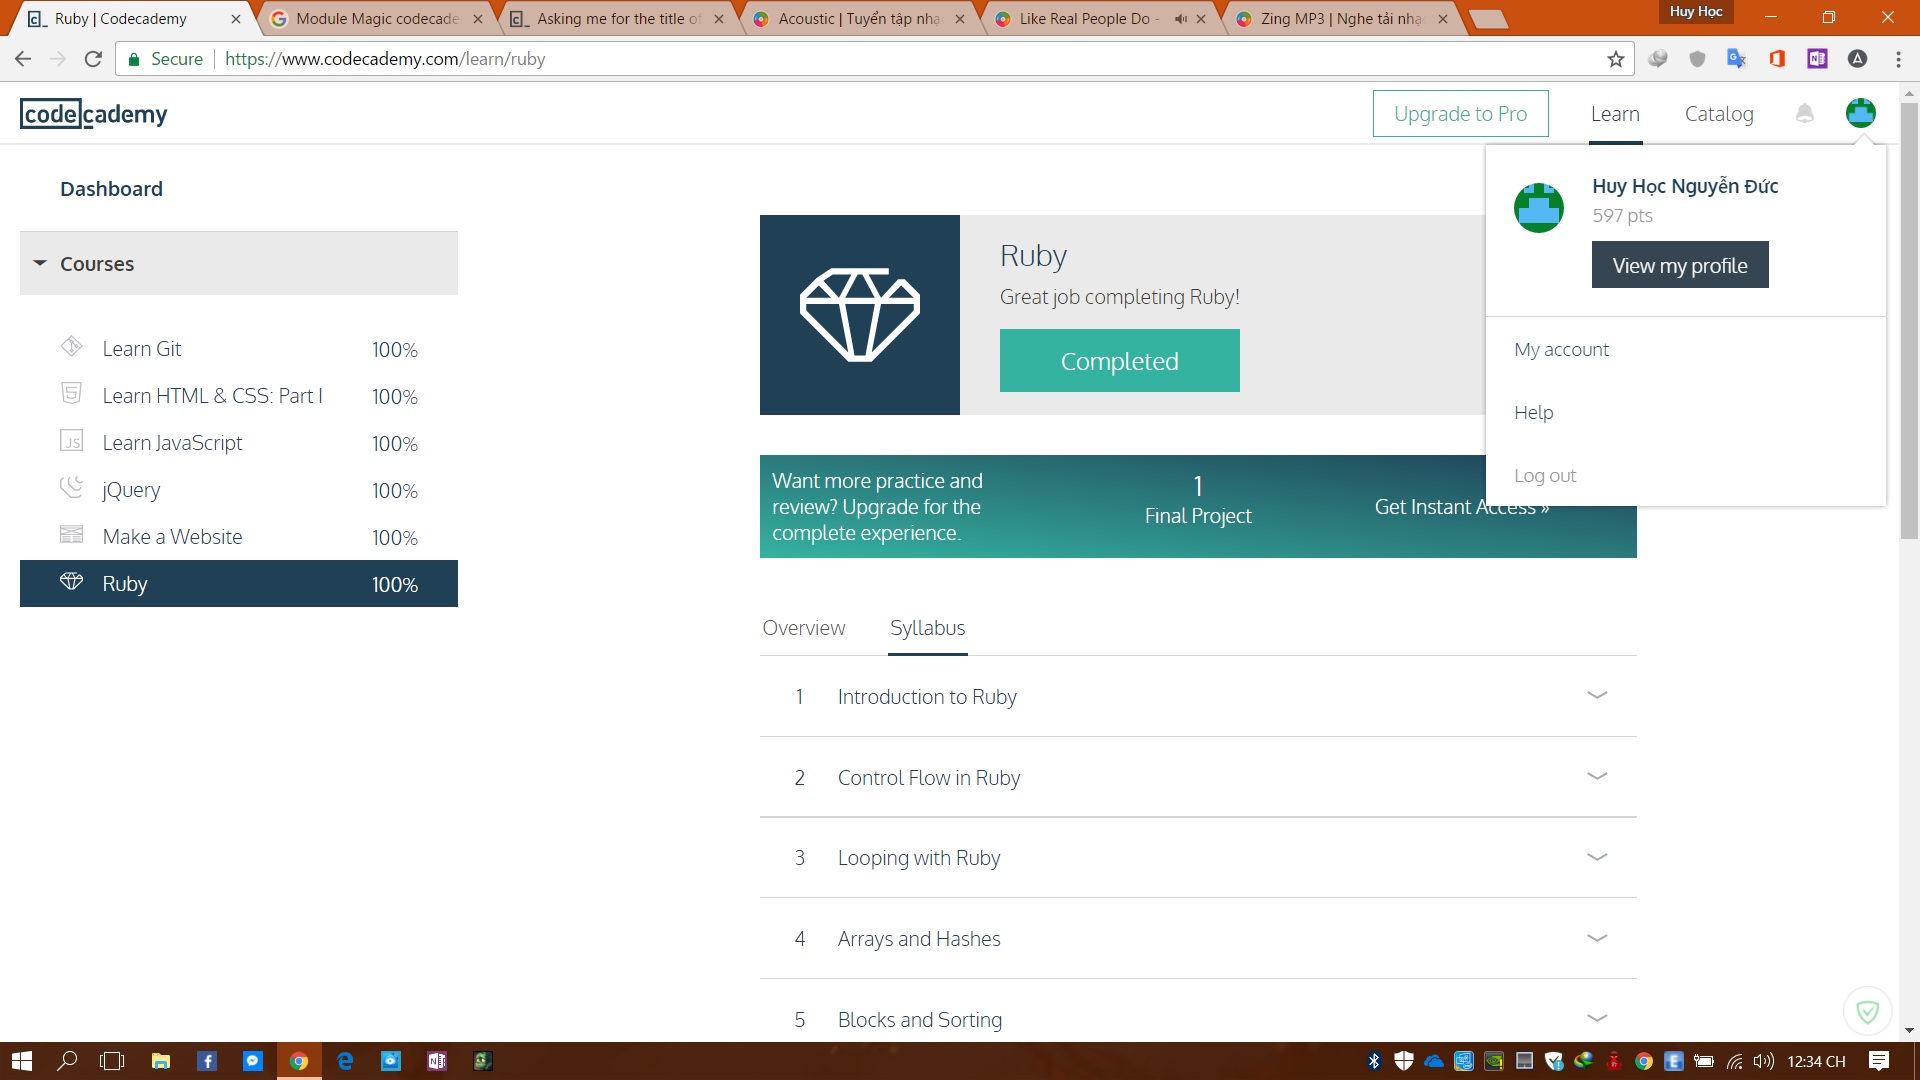 Huy Học
Ruby | Codecademy
Module Magic codecade
Asking me for the title of
Acoustic | Tuyển tập nhạ
Like Real People Do -
Zing MP3 | Nghe tải nhạ
Secure
https://www.codecademy.com/learn/ruby
codecademy
Upgrade to Pro
Learn
Catalog
Dashboard
Courses
Learn Git 100%
Learn HTML & CSS: Part I 100%
Learn JavaScript 100%
jQuery 100%
Make a Website 100%
Ruby 100%
Ruby
Great job completing Ruby!
Completed
Huy Học Nguyễn Đức
597 pts
View my profile
My account
Help
Log out
Want more practice and
review? Upgrade for the
complete experience.
1
Final Project
Get Instant Access »
Overview
Syllabus
1 Introduction to Ruby
2 Control Flow in Ruby
3 Looping with Ruby
4 Arrays and Hashes
5 Blocks and Sorting
12:34 CH